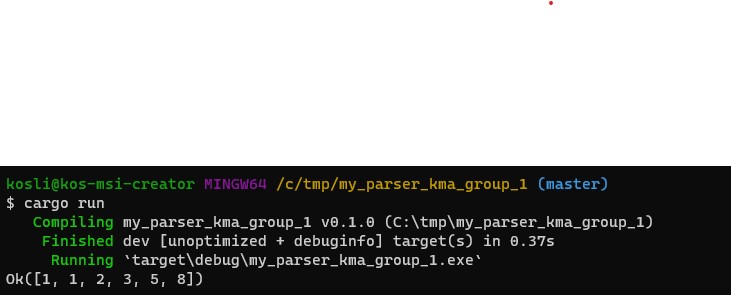 kosli@kos-msi-creator MINGW64 /c/tmp/my_parser_kma_group_1 (master)
$ cargo run
   Compiling my_parser_kma_group_1 v0.1.0 (C:\tmp\my_parser_kma_group_1)
    Finished dev [unoptimized + debuginfo] target(s) in 0.37s
     Running `target\debug\my_parser_kma_group_1.exe`
Ok([1, 1, 2, 3, 5, 8])